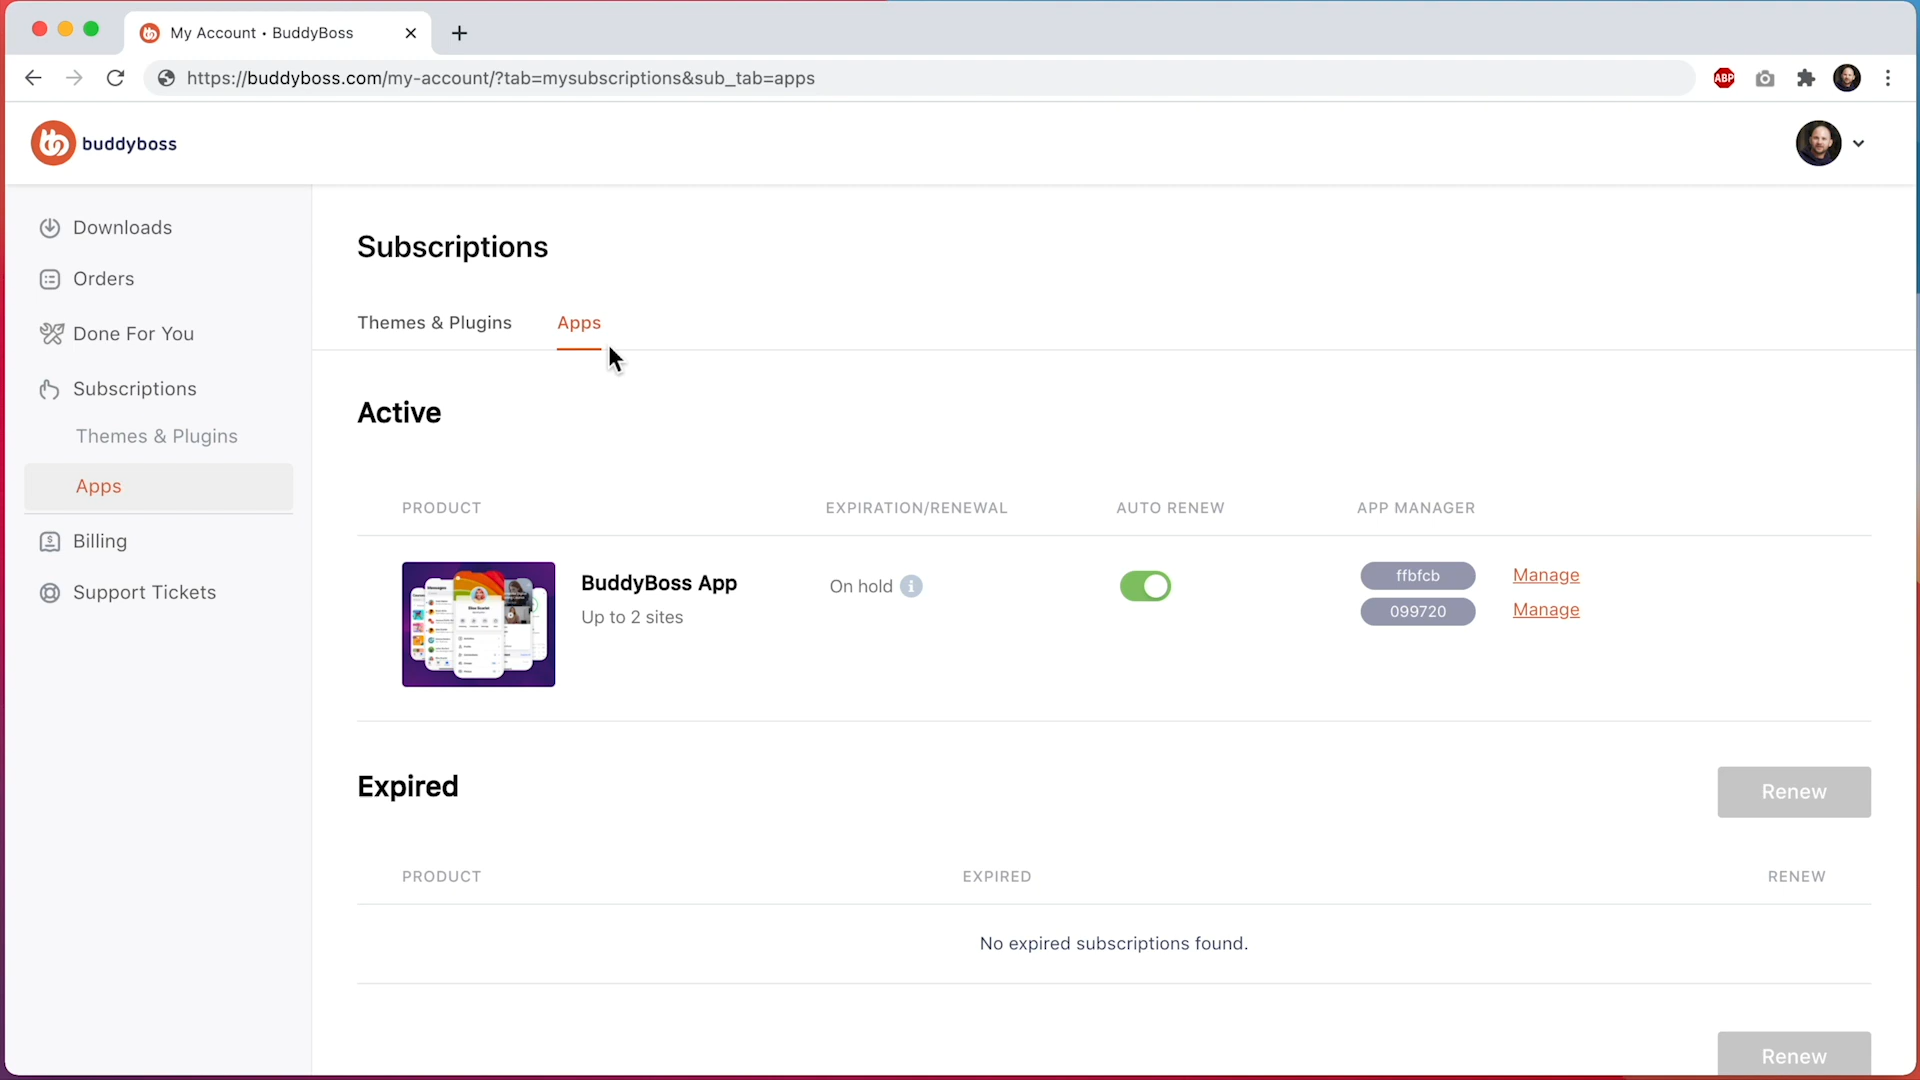 My Account • BuddyBoss
https://buddyboss.com/my-account/?tab=mysubscriptions&sub_tab=apps
ABP
buddyboss
Downloads
Orders
Done For You
Subscriptions
Themes & Plugins
Apps
Billing
Support Tickets
Subscriptions
Themes & Plugins Apps
Active
PRODUCT EXPIRATION/RENEWAL AUTO RENEW APP MANAGER
BuddyBoss App
Up to 2 sites
On hold
ffbfcb Manage
099720 Manage
Expired
Renew
PRODUCT EXPIRED RENEW
No expired subscriptions found.
Renew